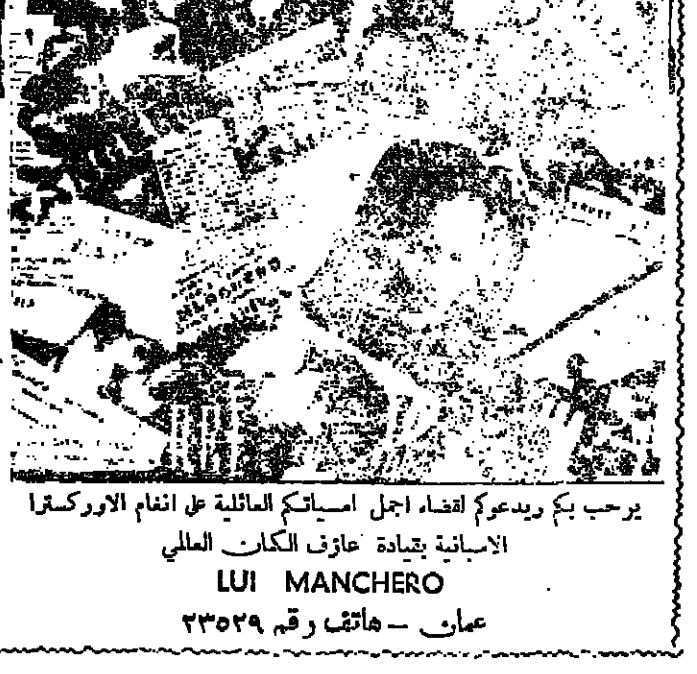 يرحب بكم ويدعوكم لقضاء اجمل امسياتكم العائلية على انغام الاوركسترا
الاسبانية بقيادة عازف الكمان العالمي
LUI MANCHERO
عمان – هاتف رقم ٢٣٥٢٩